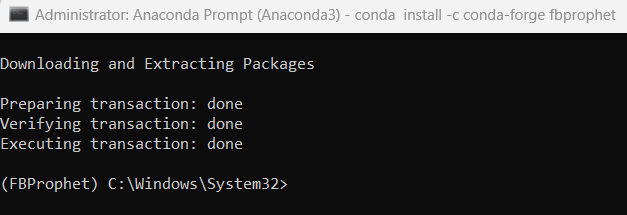 Administrator: Anaconda Prompt (Anaconda3) - conda  install -c conda-forge fbprophet
Downloading and Extracting Packages
Preparing transaction: done
Verifying transaction: done
Executing transaction: done
(FBProphet) C:\Windows\System32>